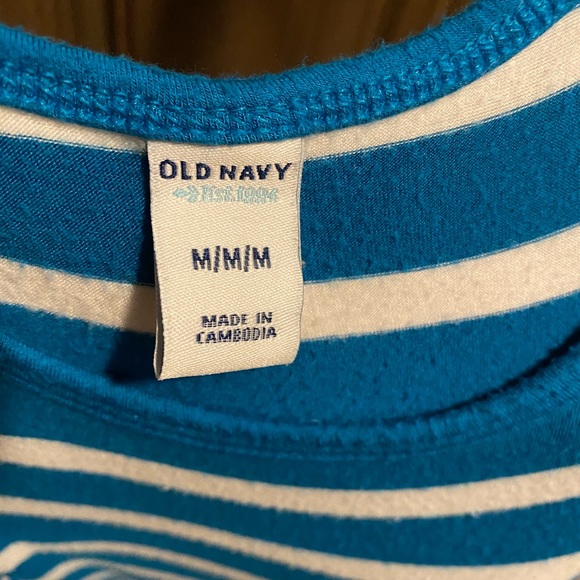 OLD NAVY
EST. 1994
M/M/M
MADE IN
CAMBODIA